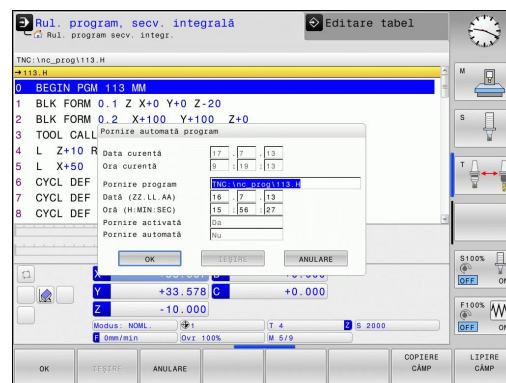 Rul. program, secv. integrală
Rul. program secv. integr.
Editare tabel
TNC:\nc_prog\113.H
→113.H
0 BEGIN PGM 113 MM
1 BLK FORM 0.1 Z X+0 Y+0 Z-20
2 BLK FORM 0.2 X+100 Y+100 Z+0
3 TOOL CALL
4 L Z+10 R
5 L X+50
6 CYCL DEF
7 CYCL DEF
8 CYCL DEF
Pornire automată program
Data curentă 17 . 7 . 13
Ora curentă 9 : 19 : 13
Pornire program TNC:\nc_prog\113.H
Dată (ZZ.LL.AA) 16 . 7 . 13
Oră (H:MIN:SEC) 15 : 56 : 27
Pornire activată Da
Pornire automată Nu
OK IEŞIRE ANULARE
X
Y +33.578 C +0.000
Z -10.000
Modus: NOML. 1 T 4 Z S 2000
F 0mm/min Ovr 100% M 5/9
M
S
T
S100%
OFF ON
F100%
OFF ON
OK IEŞIRE ANULARE COPIERE CÂMP LIPIRE CÂMP